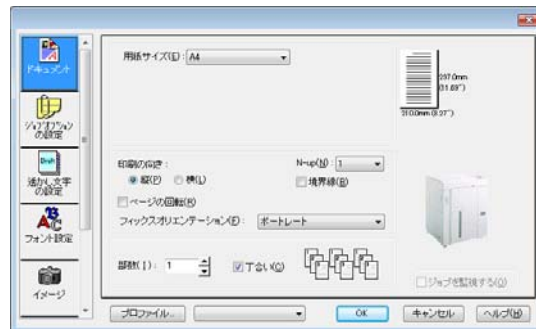 ドキュメント
ジョブオプション
の設定
透かし文字
の設定
フォント設定
イメージ
用紙サイズ(E): A4
297.0mm
(11.69")
210.0mm (8.27")
印刷の向き:
縦(P) 横(L)
N-up(N): 1
境界線(B)
ページの回転(R)
フィックスオリエンテーション(F): ポートレート
部数(I): 1
丁合い(C)
ジョブを監視する(O)
プロファイル...
OK
キャンセル
ヘルプ(H)